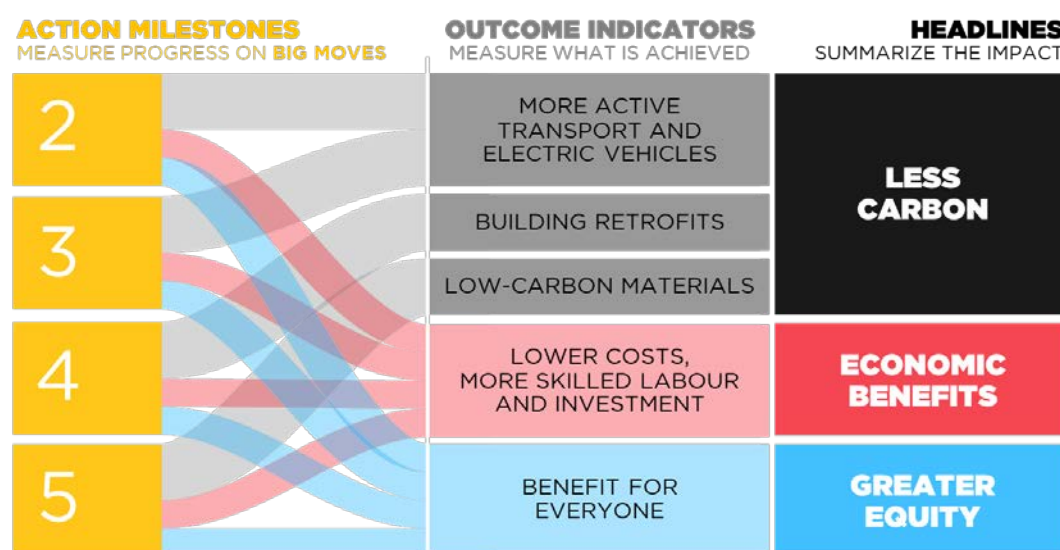 ACTION MILESTONES
MEASURE PROGRESS ON BIG MOVES
OUTCOME INDICATORS
MEASURE WHAT IS ACHIEVED
HEADLINES
SUMMARIZE THE IMPACT
2
3
4
5
MORE ACTIVE
TRANSPORT AND
ELECTRIC VEHICLES
BUILDING RETROFITS
LOW-CARBON MATERIALS
LOWER COSTS,
MORE SKILLED LABOUR
AND INVESTMENT
BENEFIT FOR
EVERYONE
LESS
CARBON
ECONOMIC
BENEFITS
GREATER
EQUITY